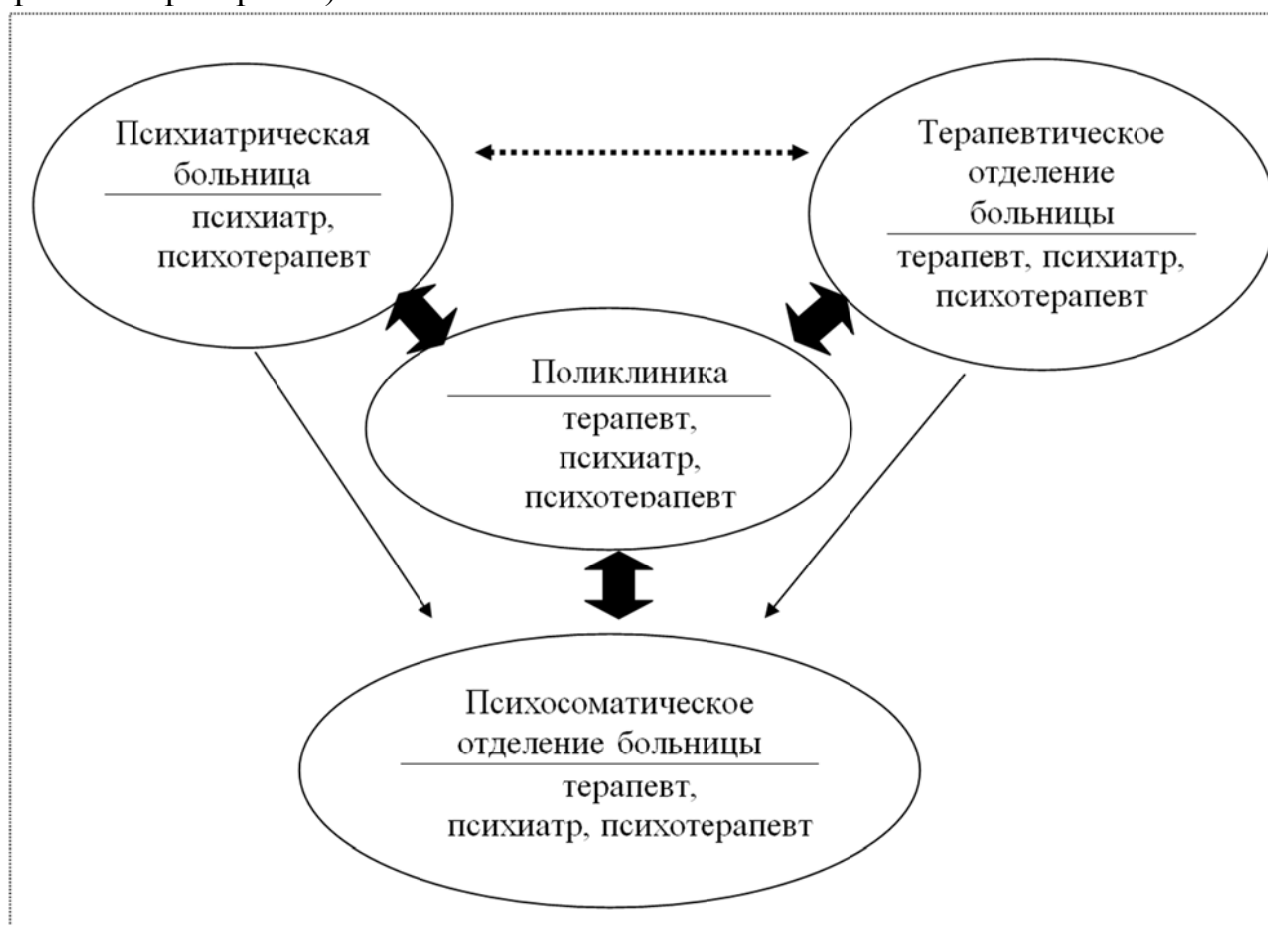 Психиатрическая
больница
психиатр,
психотерапевт
Терапевтическое
отделение
больницы
терапевт, психиатр,
психотерапевт
Поликлиника
терапевт,
психиатр,
психотерапевт
Психосоматическое
отделение больницы
терапевт,
психиатр, психотерапевт